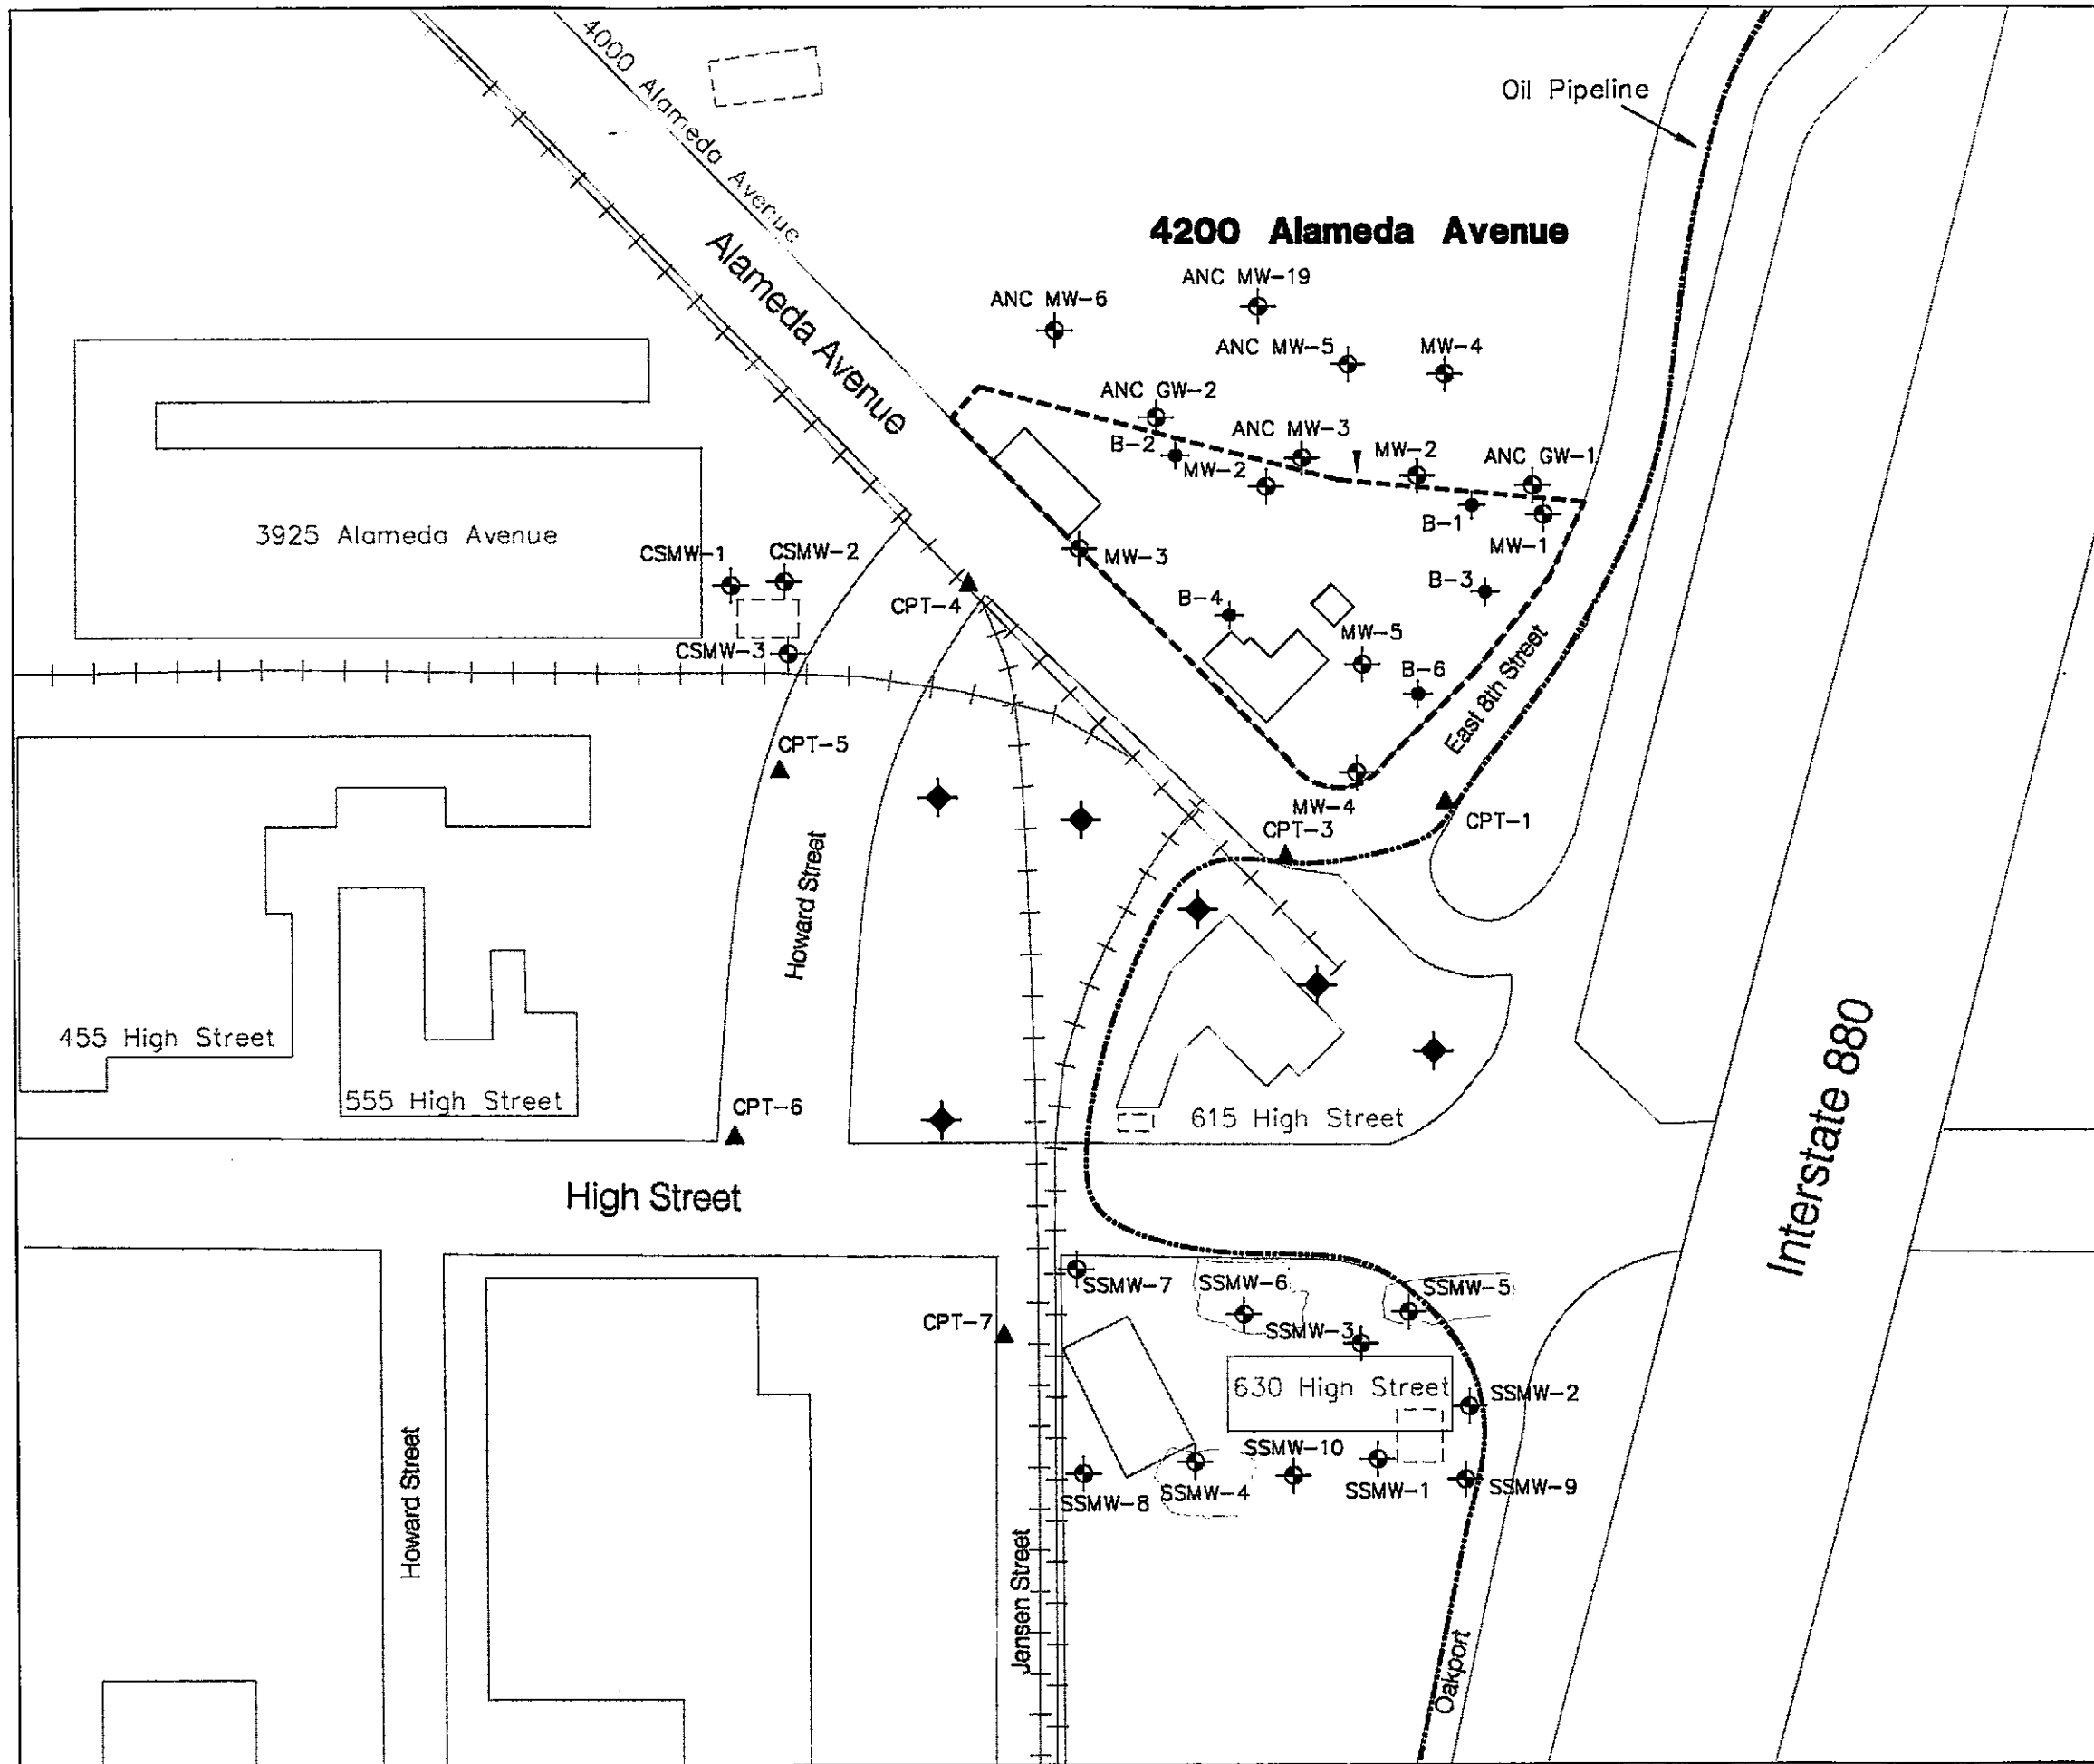 4000 Alameda Avenue
Oil Pipeline
4200 Alameda Avenue
Alameda Avenue
ANC MW-19
ANC MW-6
ANC MW-5
MW-4
ANC GW-2
ANC MW-3
B-2
MW-2
MW-2
ANC GW-1
B-1
MW-1
3925 Alameda Avenue
CSMW-1
CSMW-2
CSMW-3
MW-3
CPT-4
B-3
B-4
MW-5
B-6
East 8th Street
CPT-5
MW-4
CPT-3
CPT-1
Howard Street
455 High Street
555 High Street
CPT-6
615 High Street
Interstate 880
High Street
SSMW-7
SSMW-6
SSMW-5
CPT-7
SSMW-3
630 High Street
SSMW-2
SSMW-10
SSMW-8
SSMW-4
SSMW-1
SSMW-9
Howard Street
Jensen Street
Oakport